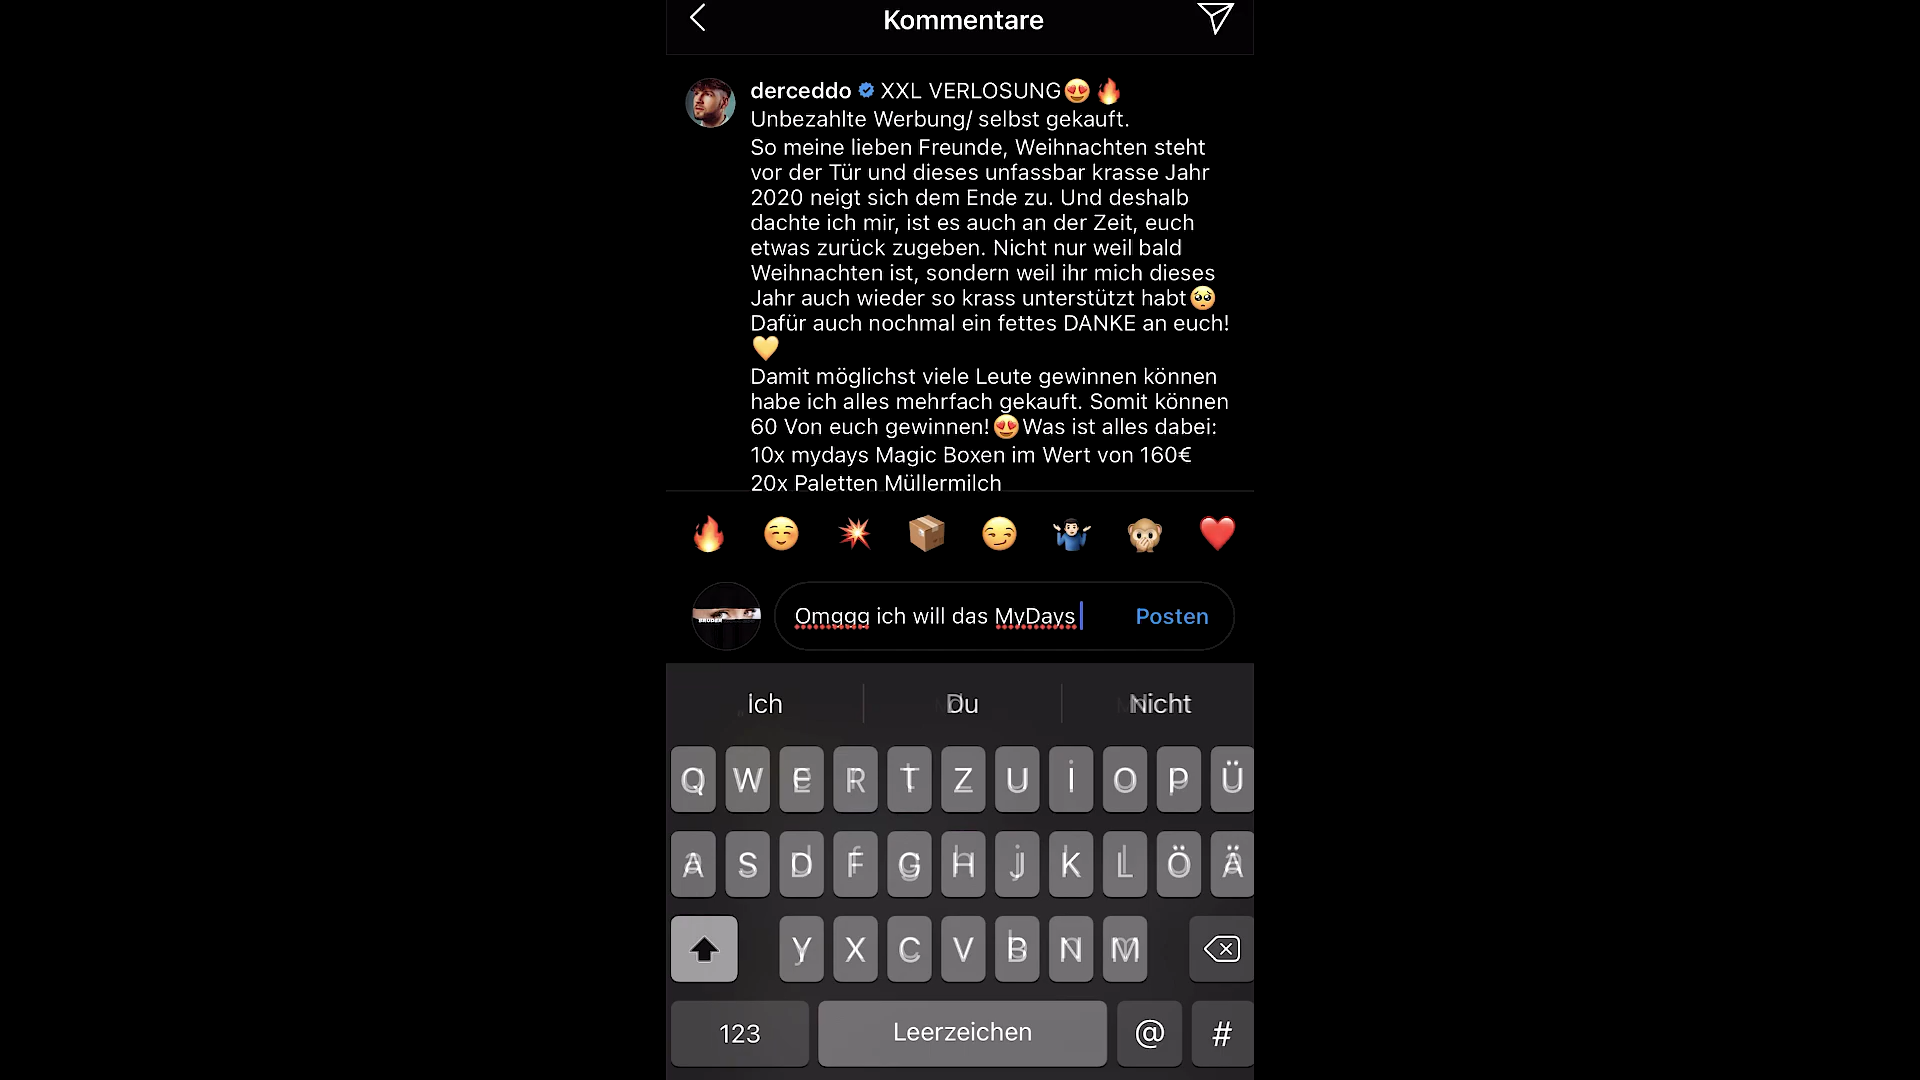 Kommentare
derceddo XXL VERLOSUNG😍🔥
Unbezahlte Werbung/ selbst gekauft.
So meine lieben Freunde, Weihnachten steht
vor der Tür und dieses unfassbar krasse Jahr
2020 neigt sich dem Ende zu. Und deshalb
dachte ich mir, ist es auch an der Zeit, euch
etwas zurück zugeben. Nicht nur weil bald
Weihnachten ist, sondern weil ihr mich dieses
Jahr auch wieder so krass unterstützt habt🥺
Dafür auch nochmal ein fettes DANKE an euch!
💛
Damit möglichst viele Leute gewinnen können
habe ich alles mehrfach gekauft. Somit können
60 Von euch gewinnen!😍Was ist alles dabei:
10x mydays Magic Boxen im Wert von 160€
20x Paletten Müllermilch
BRUDER
Omggg ich will das MyDays Posten
ich Du Nicht
Q W E R T Z U I O P Ü
A S D F G H J K L Ö Ä
Y X C V B N M
123 Leerzeichen @ #